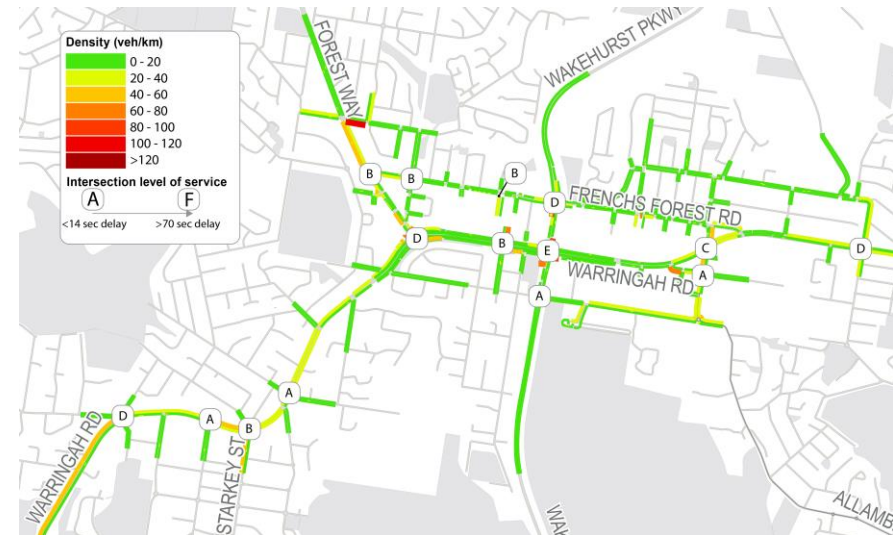 Density (veh/km)
0 - 20
20 - 40
40 - 60
60 - 80
80 - 100
100 - 120
>120
Intersection level of service
A F
<14 sec delay >70 sec delay
FOREST WAY
WAKEHURST PKWY
B
B
B
D
FRENCHS FOREST RD
D
B
E
C
D
WARRINGAH RD
A
A
A
D
A
B
WARRINGAH RD
STARKEY ST
WAK
ALLAMB